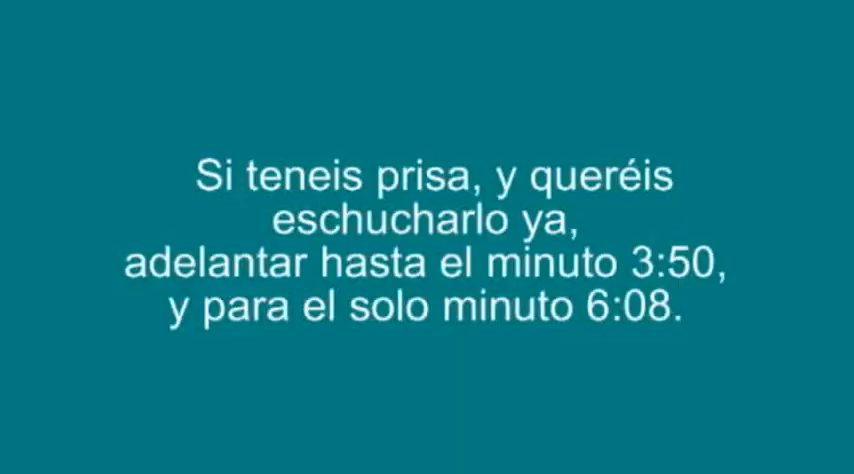 Si teneis prisa, y queréis
eschucharlo ya,
adelantar hasta el minuto 3:50,
y para el solo minuto 6:08.